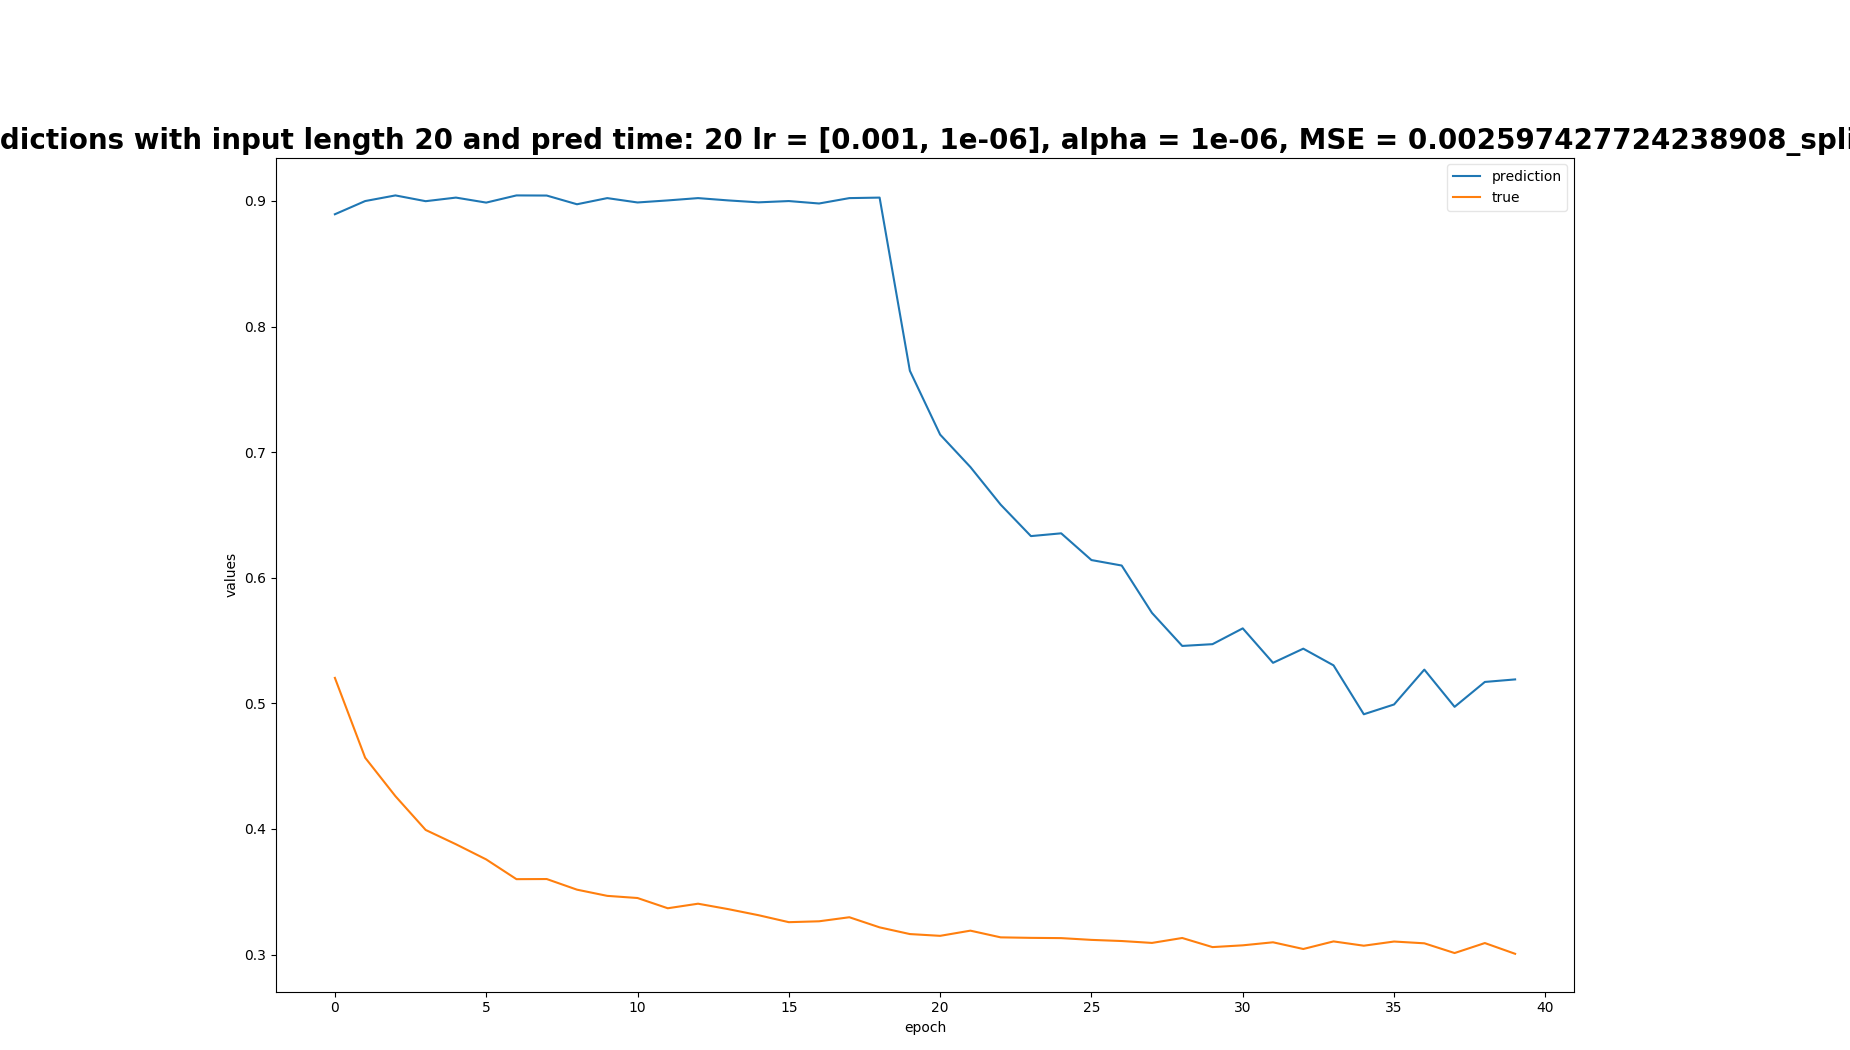 dictions with input length 20 and pred time: 20 lr = [0.001, 1e-06], alpha = 1e-06, MSE = 0.002597427724238908_spli
prediction
true
0.9
0.8
0.7
0.6
0.5
0.4
0.3
values
0 5 10 15 20 25 30 35 40
epoch